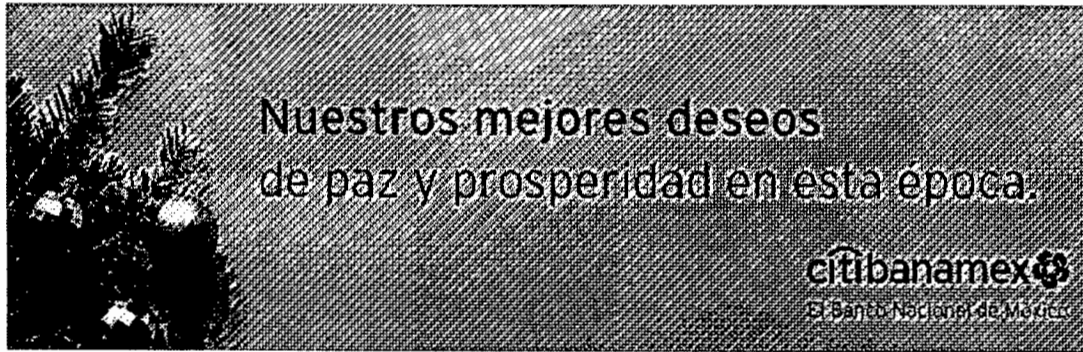 Nuestros mejores deseos
de paz y prosperidad en esta época.
citibanamex
El Banco Nacional de México